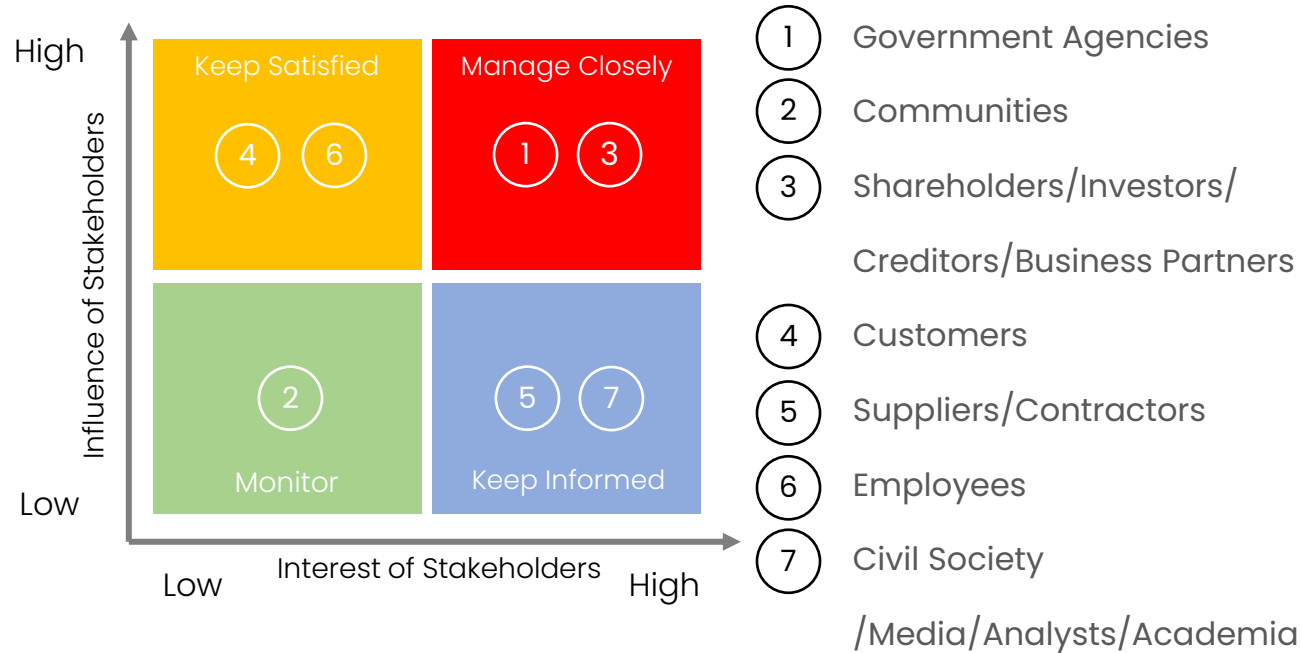 High
Influence of Stakeholders
Low
Keep Satisfied
4 6
Manage Closely
1 3
2
Monitor
5 7
Keep Informed
Low
Interest of Stakeholders
High
1 Government Agencies
2 Communities
3 Shareholders/Investors/
Creditors/Business Partners
4 Customers
5 Suppliers/Contractors
6 Employees
7 Civil Society
/Media/Analysts/Academia